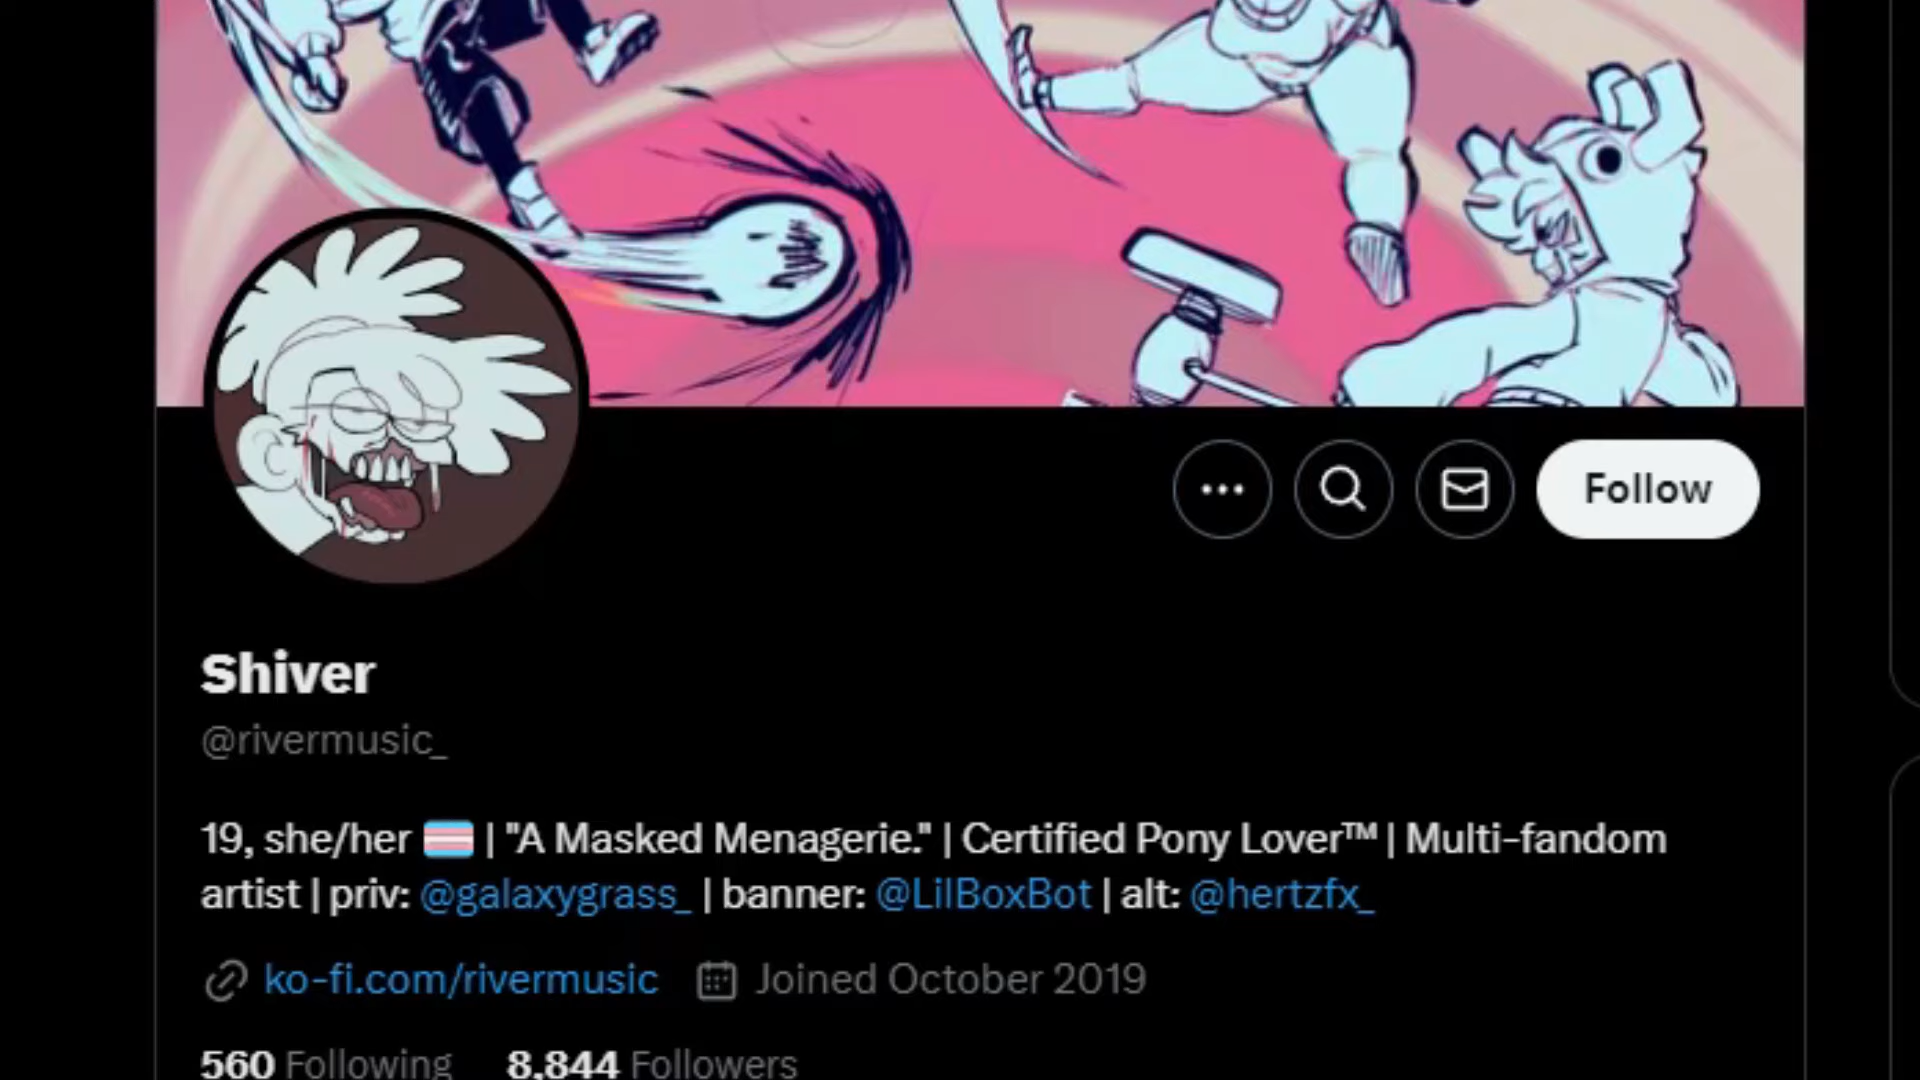 Follow
Shiver
@rivermusic_
19, she/her 🏳️‍⚧️ | "A Masked Menagerie." | Certified Pony Lover™ | Multi-fandom
artist | priv: @galaxygrass_ | banner: @LilBoxBot | alt: @hertzfx_
ko-fi.com/rivermusic Joined October 2019
560 Following 8,844 Followers